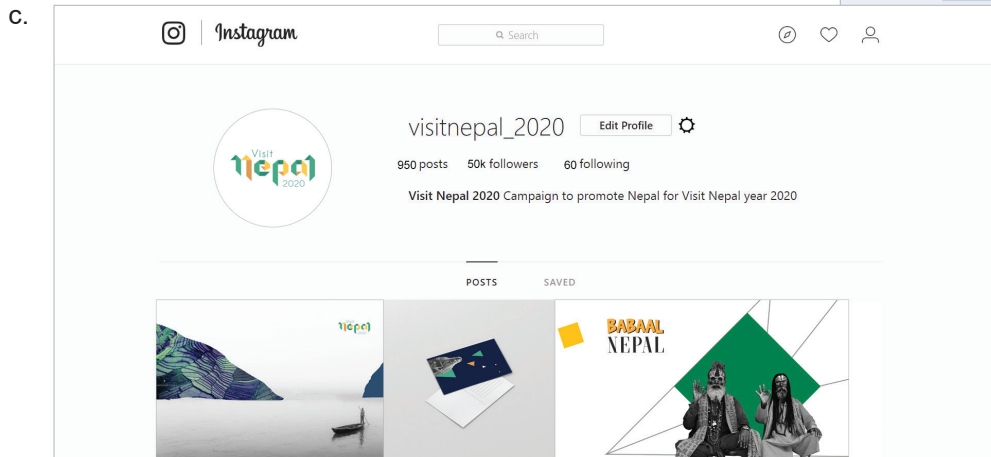 c.
Instagram
Search
visitnepal_2020 Edit Profile
950 posts 50k followers 60 following
Visit Nepal 2020 Campaign to promote Nepal for Visit Nepal year 2020
Visit
nepal
2020
POSTS SAVED
nepal
BABAAL
NEPAL